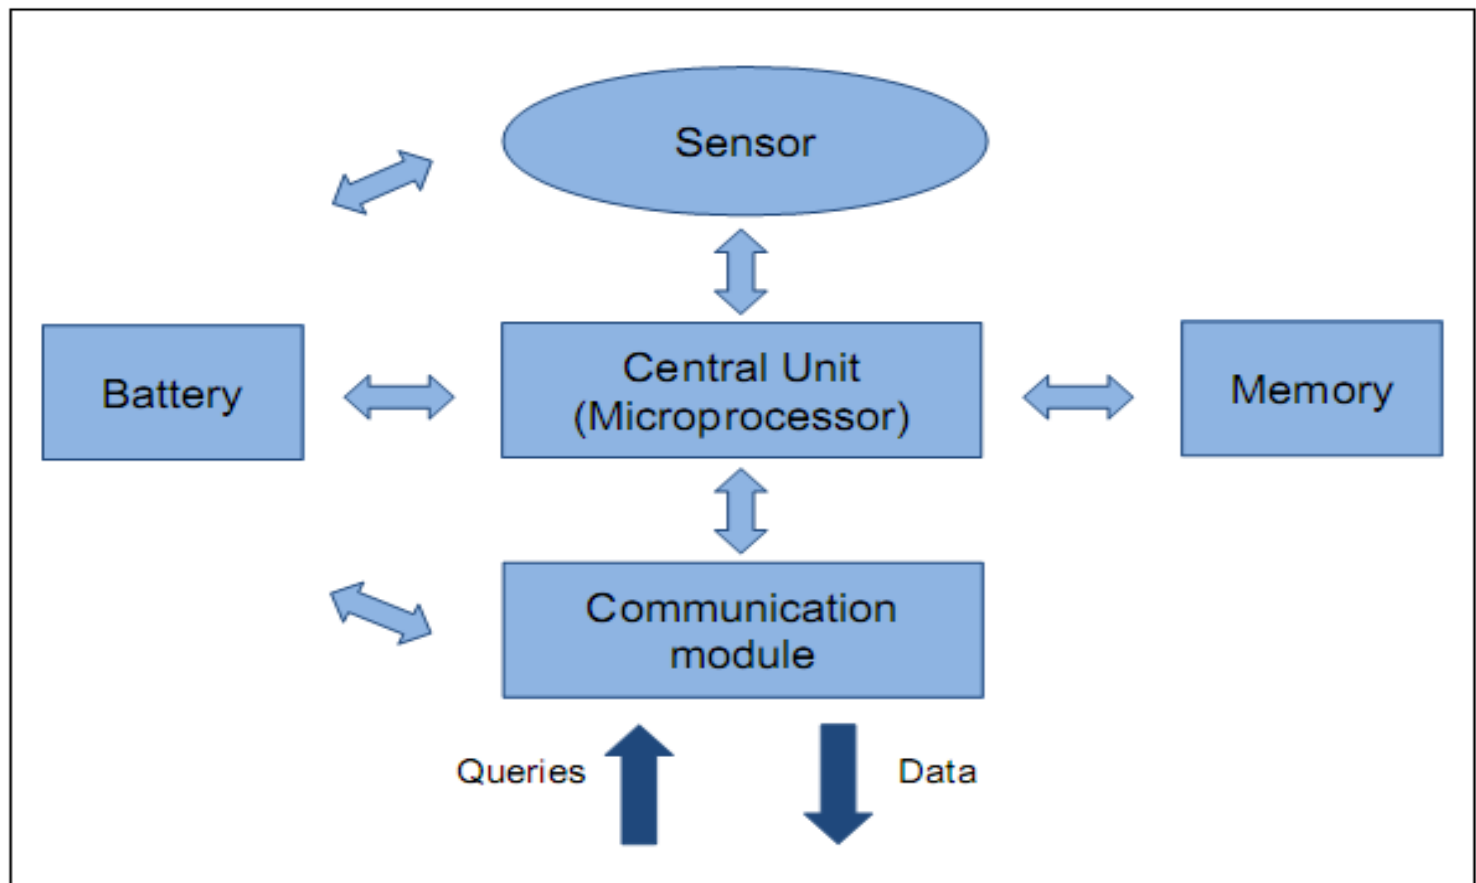 Sensor
Battery
Central Unit
(Microprocessor)
Memory
Communication
module
Queries
Data